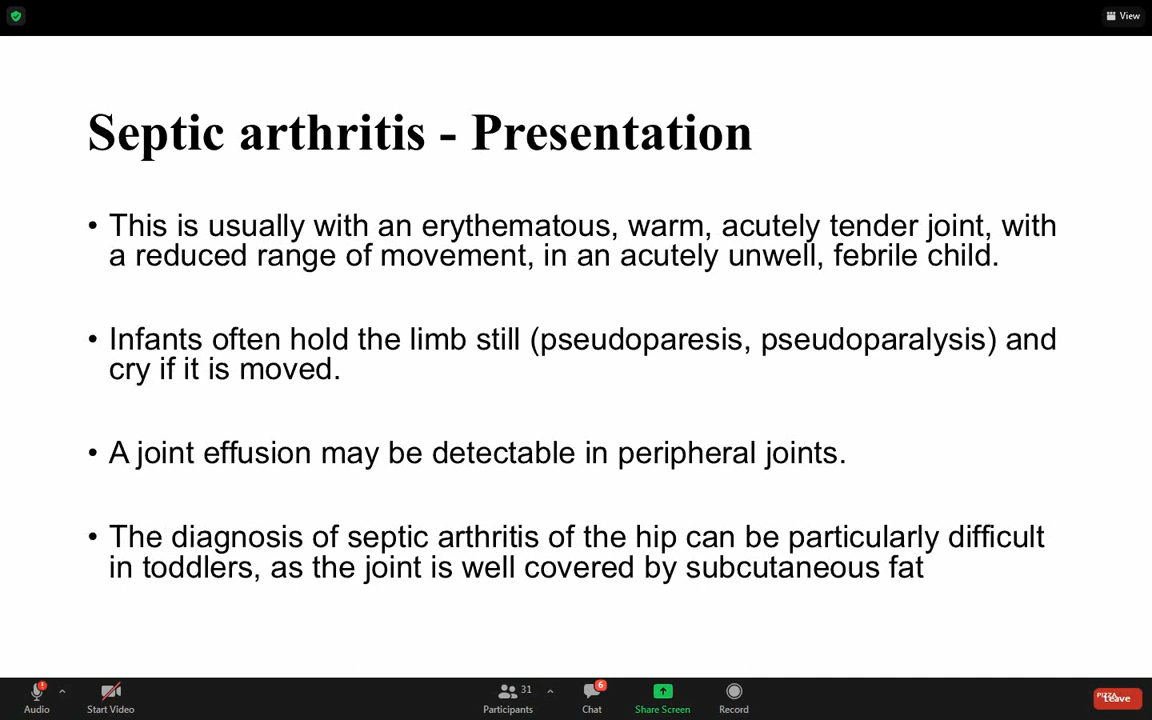 View
Septic arthritis - Presentation
• This is usually with an erythematous, warm, acutely tender joint, with
a reduced range of movement, in an acutely unwell, febrile child.
• Infants often hold the limb still (pseudoparesis, pseudoparalysis) and
cry if it is moved.
• A joint effusion may be detectable in peripheral joints.
• The diagnosis of septic arthritis of the hip can be particularly difficult
in toddlers, as the joint is well covered by subcutaneous fat
31
6
Audio
Start Video
Participants
Chat
Share Screen
Record
PIZZA
Leave